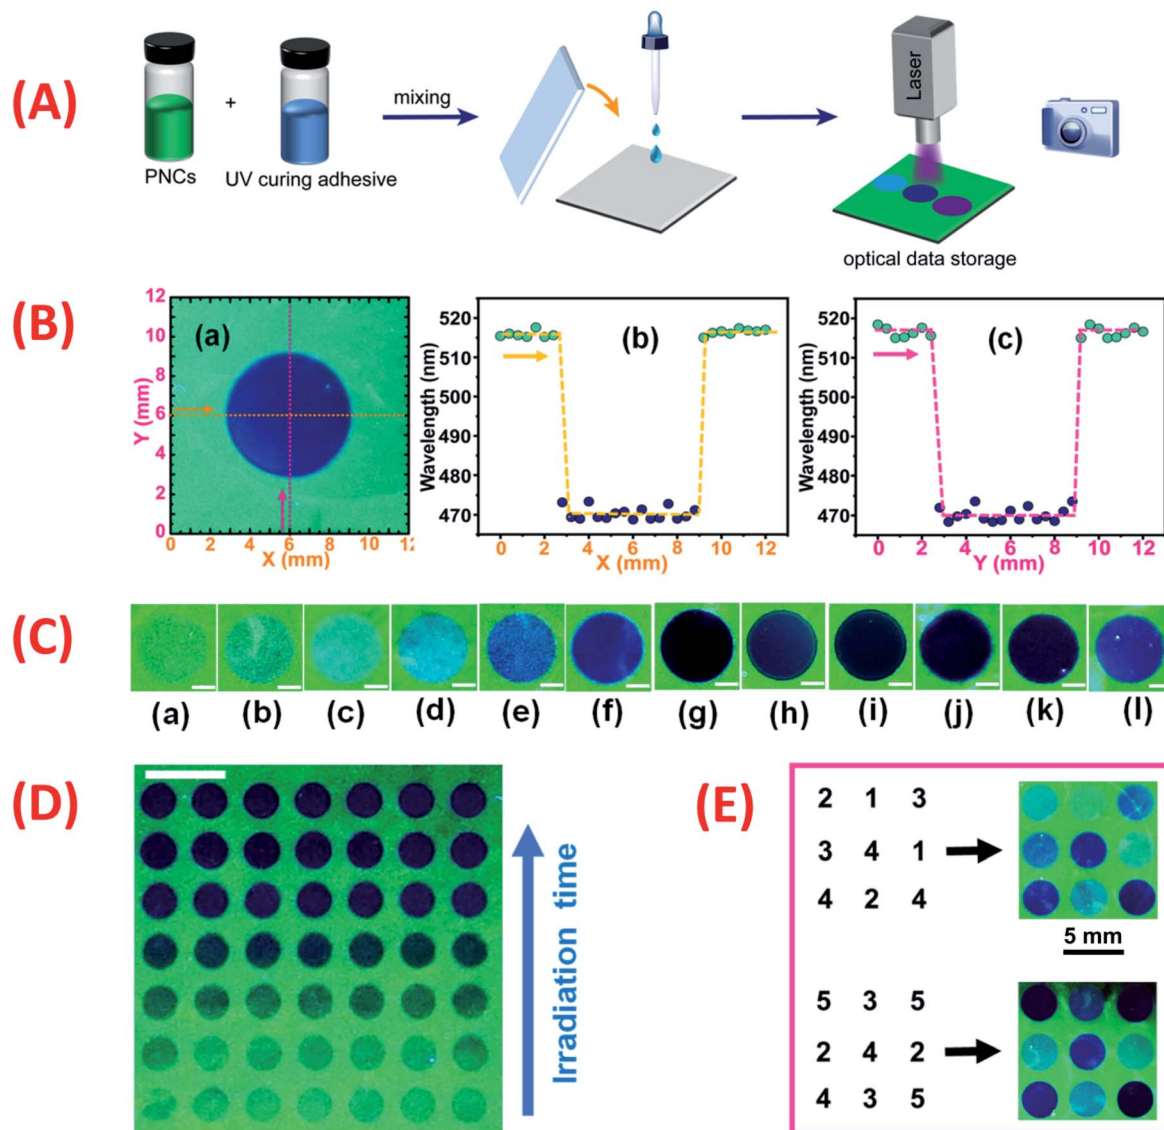 (A)
PNCs
+
UV curing adhesive
mixing
Laser
optical data storage
(B)
(a)
12
10
8
6
4
2
0
Y (mm)
0 2 4 6 8 10 12
X (mm)
(b)
520
510
500
490
480
470
Wavelength (nm)
0 2 4 6 8 10 12
X (mm)
(c)
520
510
500
490
480
470
Wavelength (nm)
0 2 4 6 8 10 12
Y (mm)
(C)
(a) (b) (c) (d) (e) (f) (g) (h) (i) (j) (k) (l)
(D)
Irradiation time
(E)
2 1 3
3 4 1
4 2 4
5 mm
5 3 5
2 4 2
4 3 5